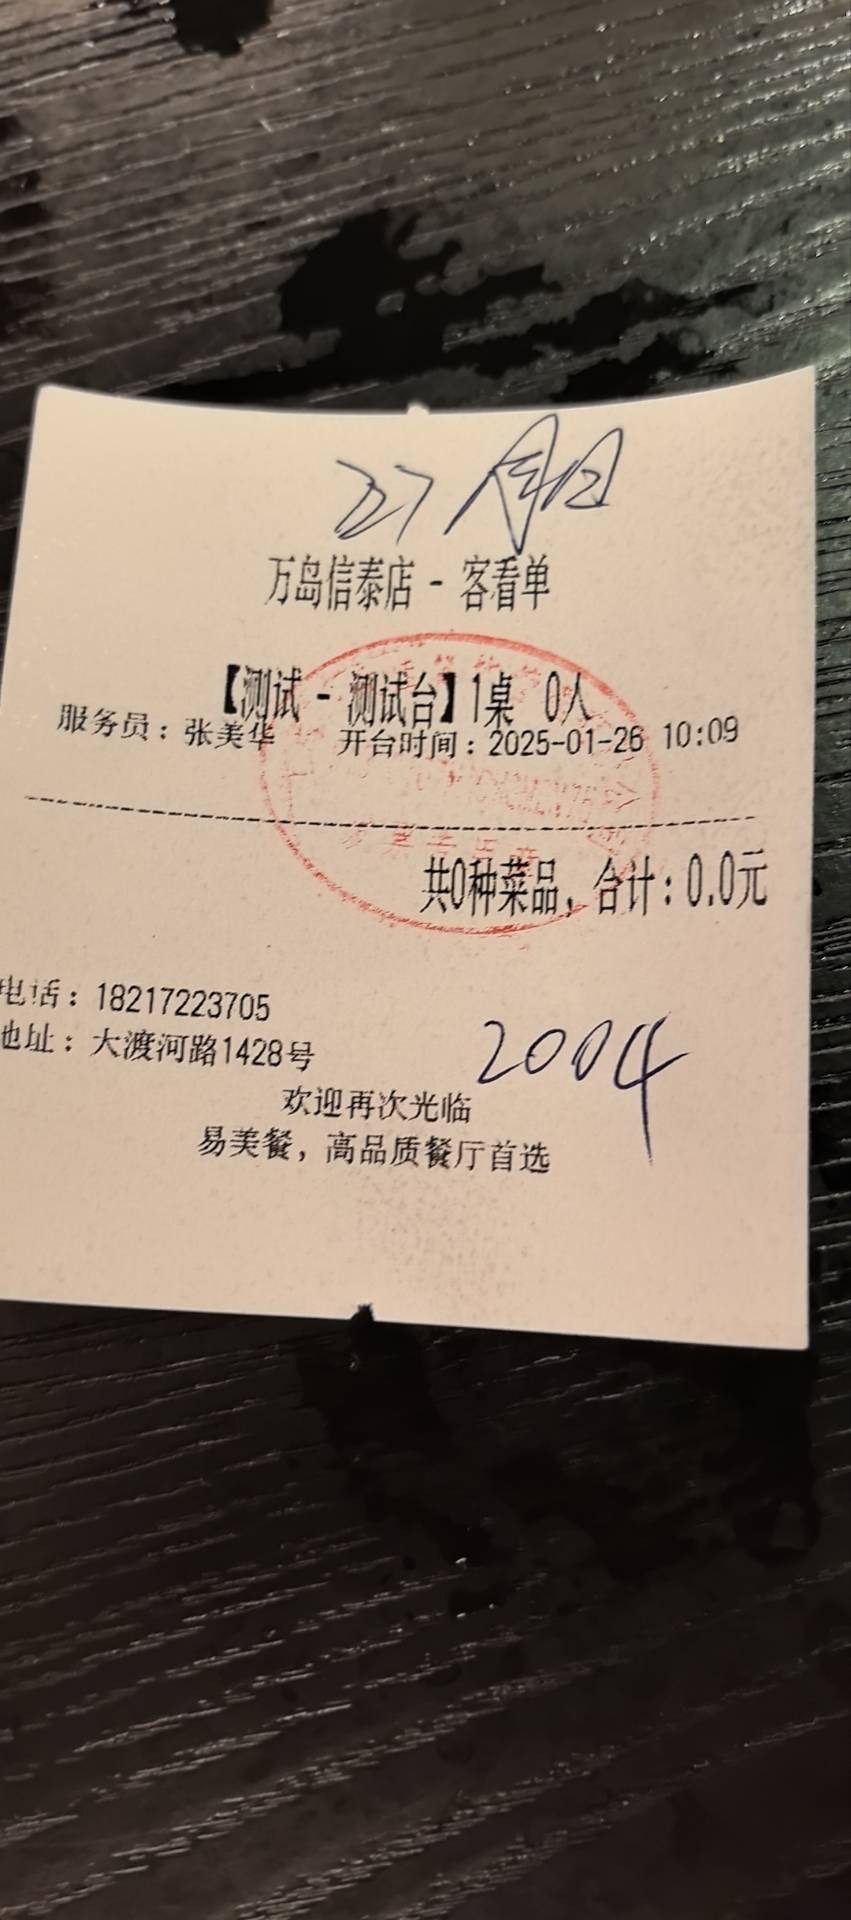 27
万岛信泰店 - 客看单
【测试 - 测试台】1桌 0人
服务员：张美华 开台时间：2025-01-26 10:09
共0种菜品，合计：0.0元
电话：18217223705
地址：大渡河路1428号
2004
欢迎再次光临
易美餐，高品质餐厅首选